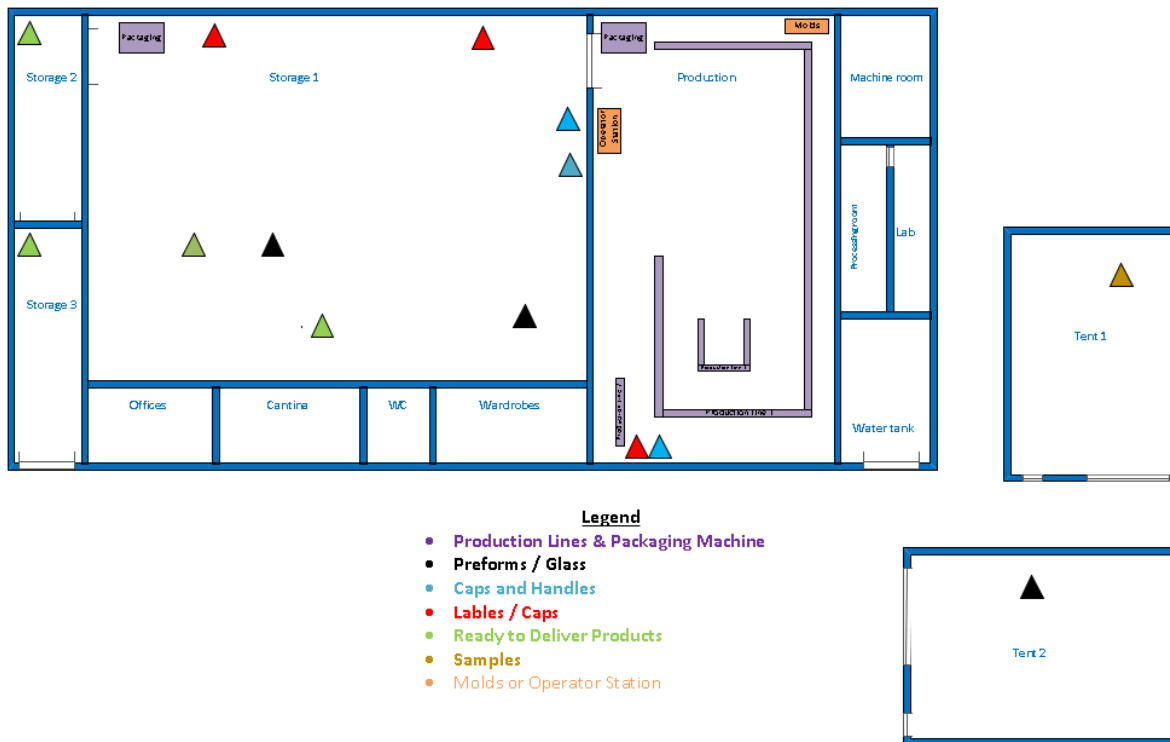 Packaging
Packaging
Molds
Storage 2
Storage 1
Production
Machine room
Operator
Station
Processing room
Lab
Storage 3
Tent 1
Production line 1
Offices
Cantina
WC
Wardrobes
Water tank
Legend
Production Lines & Packaging Machine
Preforms / Glass
Caps and Handles
Lables / Caps
Ready to Deliver Products
Samples
Molds or Operator Station
Tent 2